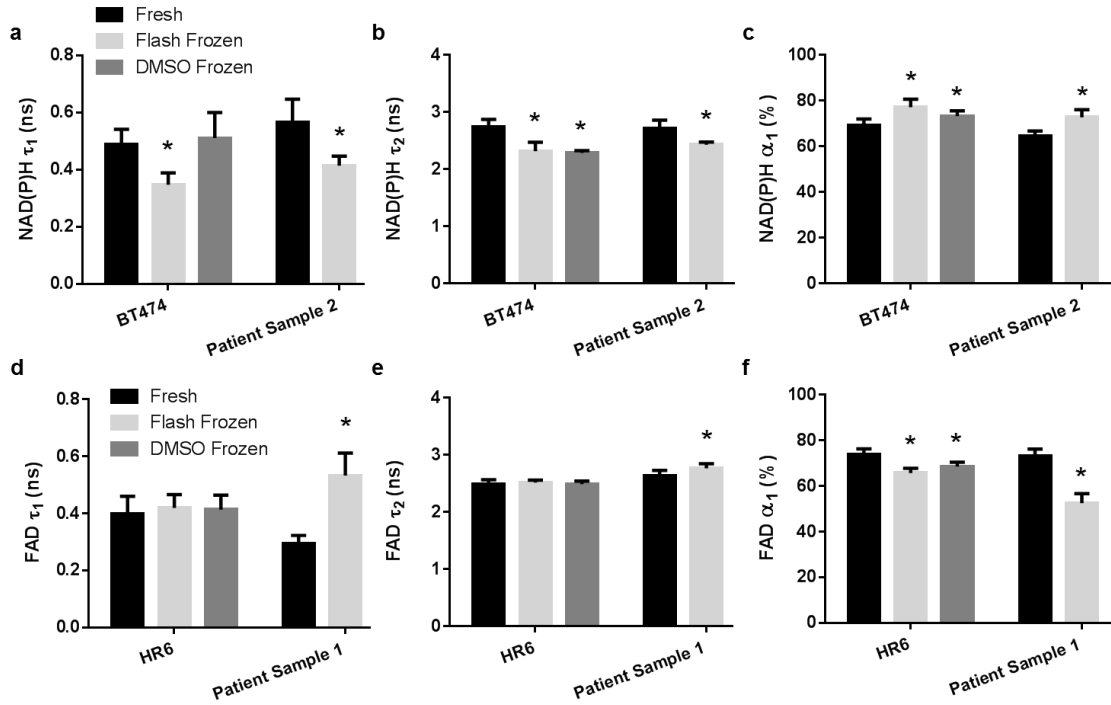 a
Fresh
Flash Frozen
DMSO Frozen
NAD(P)H τ1 (ns)
0.8
0.6
0.4
0.2
0.0
*
*
BT474
Patient Sample 2
b
NAD(P)H τ2 (ns)
4
3
2
1
0
*
*
*
BT474
Patient Sample 2
c
NAD(P)H α1 (%)
100
80
60
40
20
0
*
*
*
BT474
Patient Sample 2
d
Fresh
Flash Frozen
DMSO Frozen
FAD τ1 (ns)
0.8
0.6
0.4
0.2
0.0
*
HR6
Patient Sample 1
e
FAD τ2 (ns)
4
3
2
1
0
*
HR6
Patient Sample 1
f
FAD α1 (%)
100
80
60
40
20
0
*
*
*
HR6
Patient Sample 1